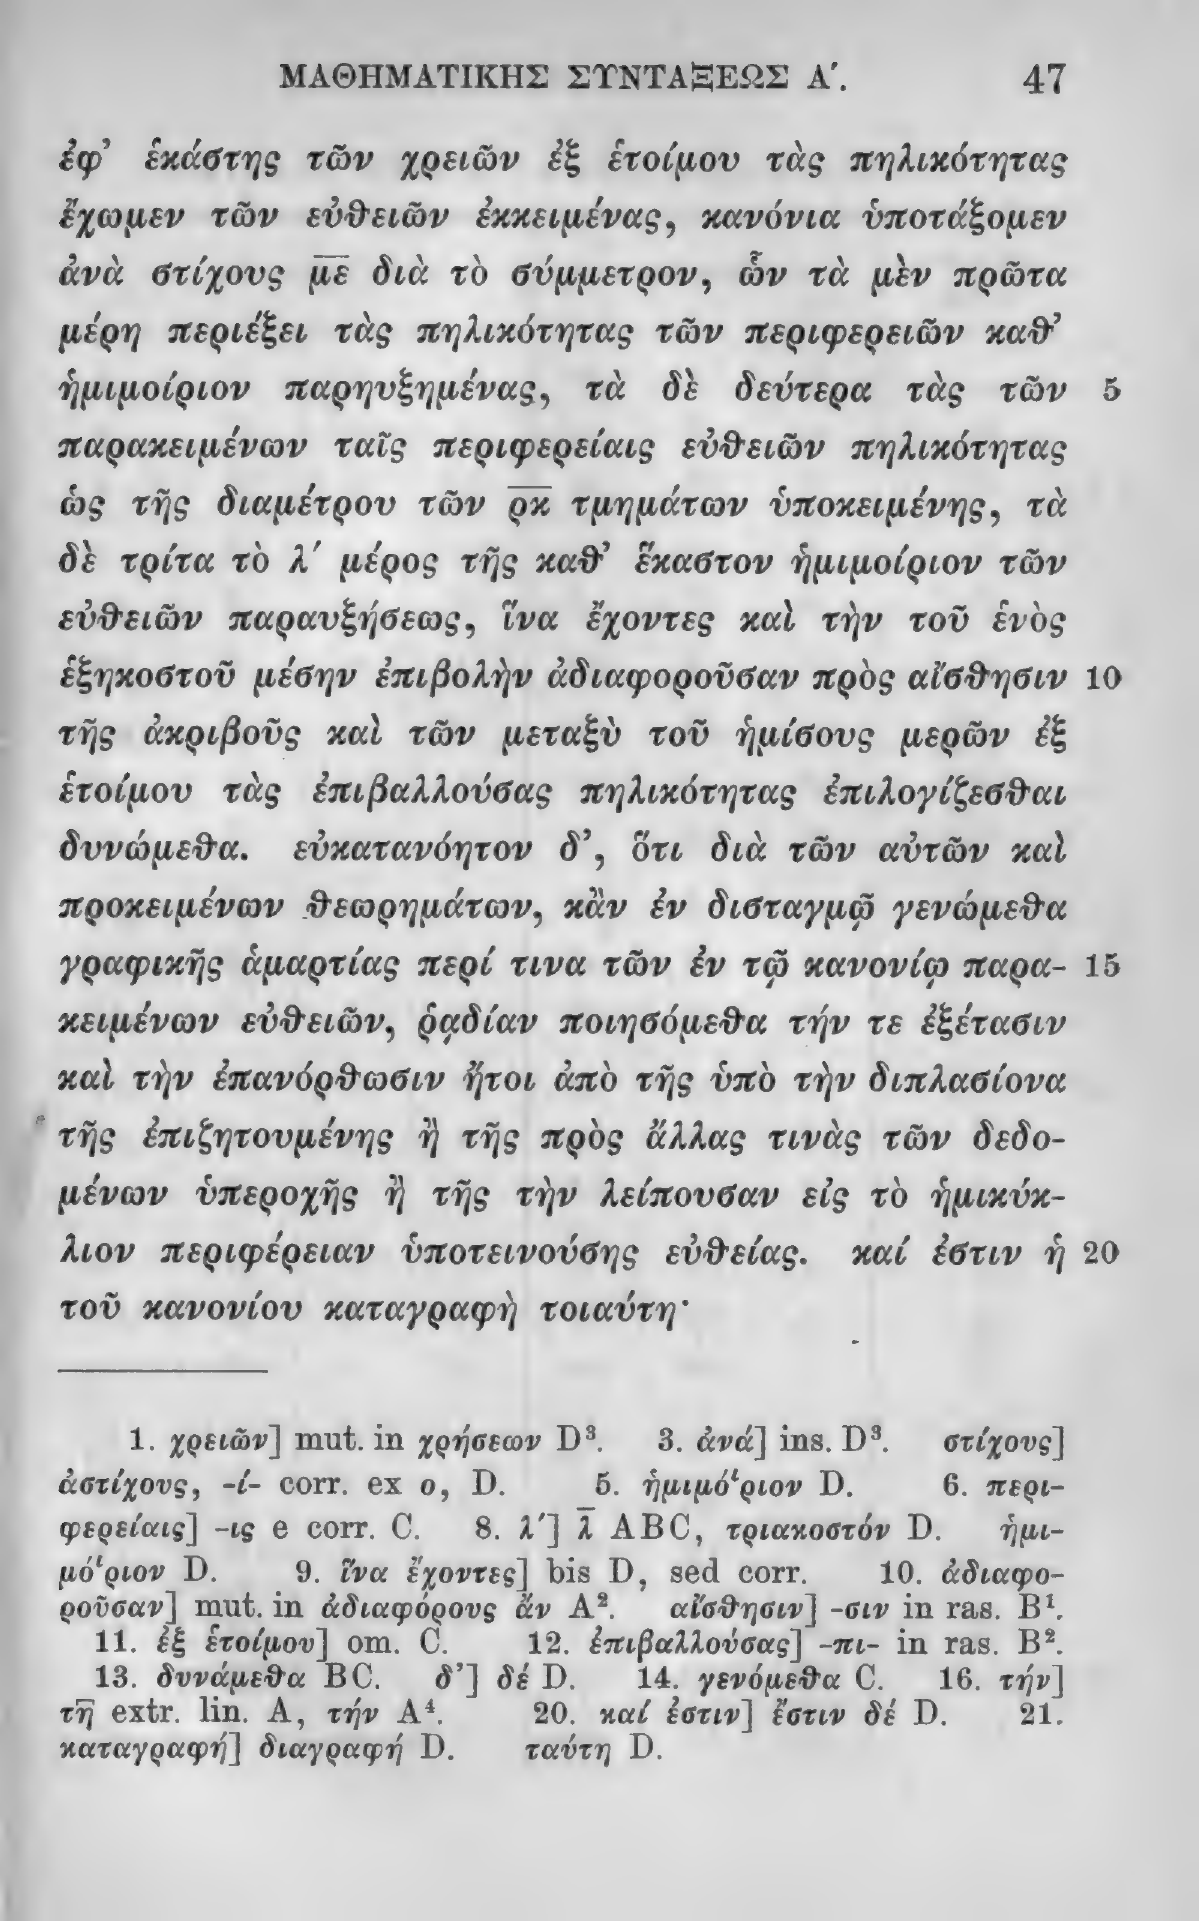 ΜΑΘΗΜΑΤΙΚΗΣ ΣΥΝΤΑΞΕΩΣ Α′. 47
ἐφ’ ἑκάστης τῶν χρειῶν ἐξ ἑτοίμου τὰς πηλικότητας
ἔχωμεν τῶν εὐθειῶν ἐκκειμένας, κανόνια ὑποτάξομεν
ἀνὰ στίχους μ̅ε̅ διὰ τὸ σύμμετρον, ὧν τὰ μὲν πρῶτα
μέρη περιέξει τὰς πηλικότητας τῶν περιφερειῶν καθ’
ἡμιμοίριον παρηυξημένας, τὰ δὲ δεύτερα τὰς τῶν 5
παρακειμένων ταῖς περιφερείαις εὐθειῶν πηλικότητας
ὡς τῆς διαμέτρου τῶν ρ̅κ̅ τμημάτων ὑποκειμένης, τὰ
δὲ τρίτα τὸ λ′ μέρος τῆς καθ’ ἕκαστον ἡμιμοίριον τῶν
εὐθειῶν παραυξήσεως, ἵνα ἔχοντες καὶ τὴν τοῦ ἑνὸς
ἑξηκοστοῦ μέσην ἐπιβολὴν ἀδιαφοροῦσαν πρὸς αἴσθησιν 10
τῆς ἀκριβοῦς καὶ τῶν μεταξὺ τοῦ ἡμίσους μερῶν ἐξ
ἑτοίμου τὰς ἐπιβαλλούσας πηλικότητας ἐπιλογίζεσθαι
δυνώμεθα. εὐκατανόητον δ’, ὅτι διὰ τῶν αὐτῶν καὶ
προκειμένων θεωρημάτων, κἂν ἐν δισταγμῷ γενώμεθα
γραφικῆς ἁμαρτίας περί τινα τῶν ἐν τῷ κανονίῳ παρα- 15
κειμένων εὐθειῶν, ῥᾳδίαν ποιησόμεθα τήν τε ἐξέτασιν
καὶ τὴν ἐπανόρθωσιν ἤτοι ἀπὸ τῆς ὑπὸ τὴν διπλασίονα
τῆς ἐπιζητουμένης ἢ τῆς πρὸς ἄλλας τινὰς τῶν δεδο-
μένων ὑπεροχῆς ἢ τῆς τὴν λείπουσαν εἰς τὸ ἡμικύκ-
λιον περιφέρειαν ὑποτεινούσης εὐθείας. καί ἐστιν ἡ 20
τοῦ κανονίου καταγραφὴ τοιαύτη·
1. χρειῶν] mut. in χρήσεων D³. 3. ἀνά] ins. D³. στίχους]
ἀστίχους, -ί- corr. ex ο, D. 5. ἡμιμόᶥριον D. 6. περι-
φερείαις] -ις e corr. C. 8. λ′] λ̅ ABC, τριακοστόν D. ἡμι-
μόᶥριον D. 9. ἵνα ἔχοντες] bis D, sed corr. 10. ἀδιαφο-
ροῦσαν] mut. in ἀδιαφόρους ἄν A². αἴσθησιν] -σιν in ras. B¹.
11. ἐξ ἑτοίμου] om. C. 12. ἐπιβαλλούσας] -πι- in ras. B².
13. δυνάμεθα BC. δ’] δέ D. 14. γενόμεθα C. 16. τήν]
τη̅ extr. lin. A, τήν A⁴. 20. καί ἐστιν] ἔστιν δέ D. 21.
καταγραφή] διαγραφή D. ταύτη D.